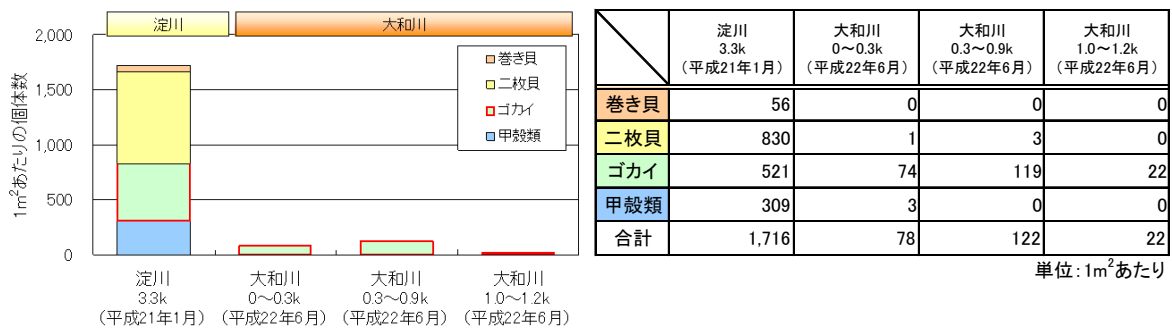 淀川 大和川
2,000
1,500
1,000
500
0
1m²あたりの個体数
巻き貝
二枚貝
ゴカイ
甲殻類
淀川 大和川 大和川 大和川
3.3k 0～0.3k 0.3～0.9k 1.0～1.2k
（平成21年1月） （平成22年6月） （平成22年6月） （平成22年6月）
淀川 大和川 大和川 大和川
3.3k 0～0.3k 0.3～0.9k 1.0～1.2k
（平成21年1月） （平成22年6月） （平成22年6月） （平成22年6月）
巻き貝 56 0 0 0
二枚貝 830 1 3 0
ゴカイ 521 74 119 22
甲殻類 309 3 0 0
合計 1,716 78 122 22
単位：1m²あたり